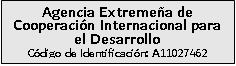 Agencia Extremeña de
Cooperación Internacional para
el Desarrollo
Código de Identificación: A11027462